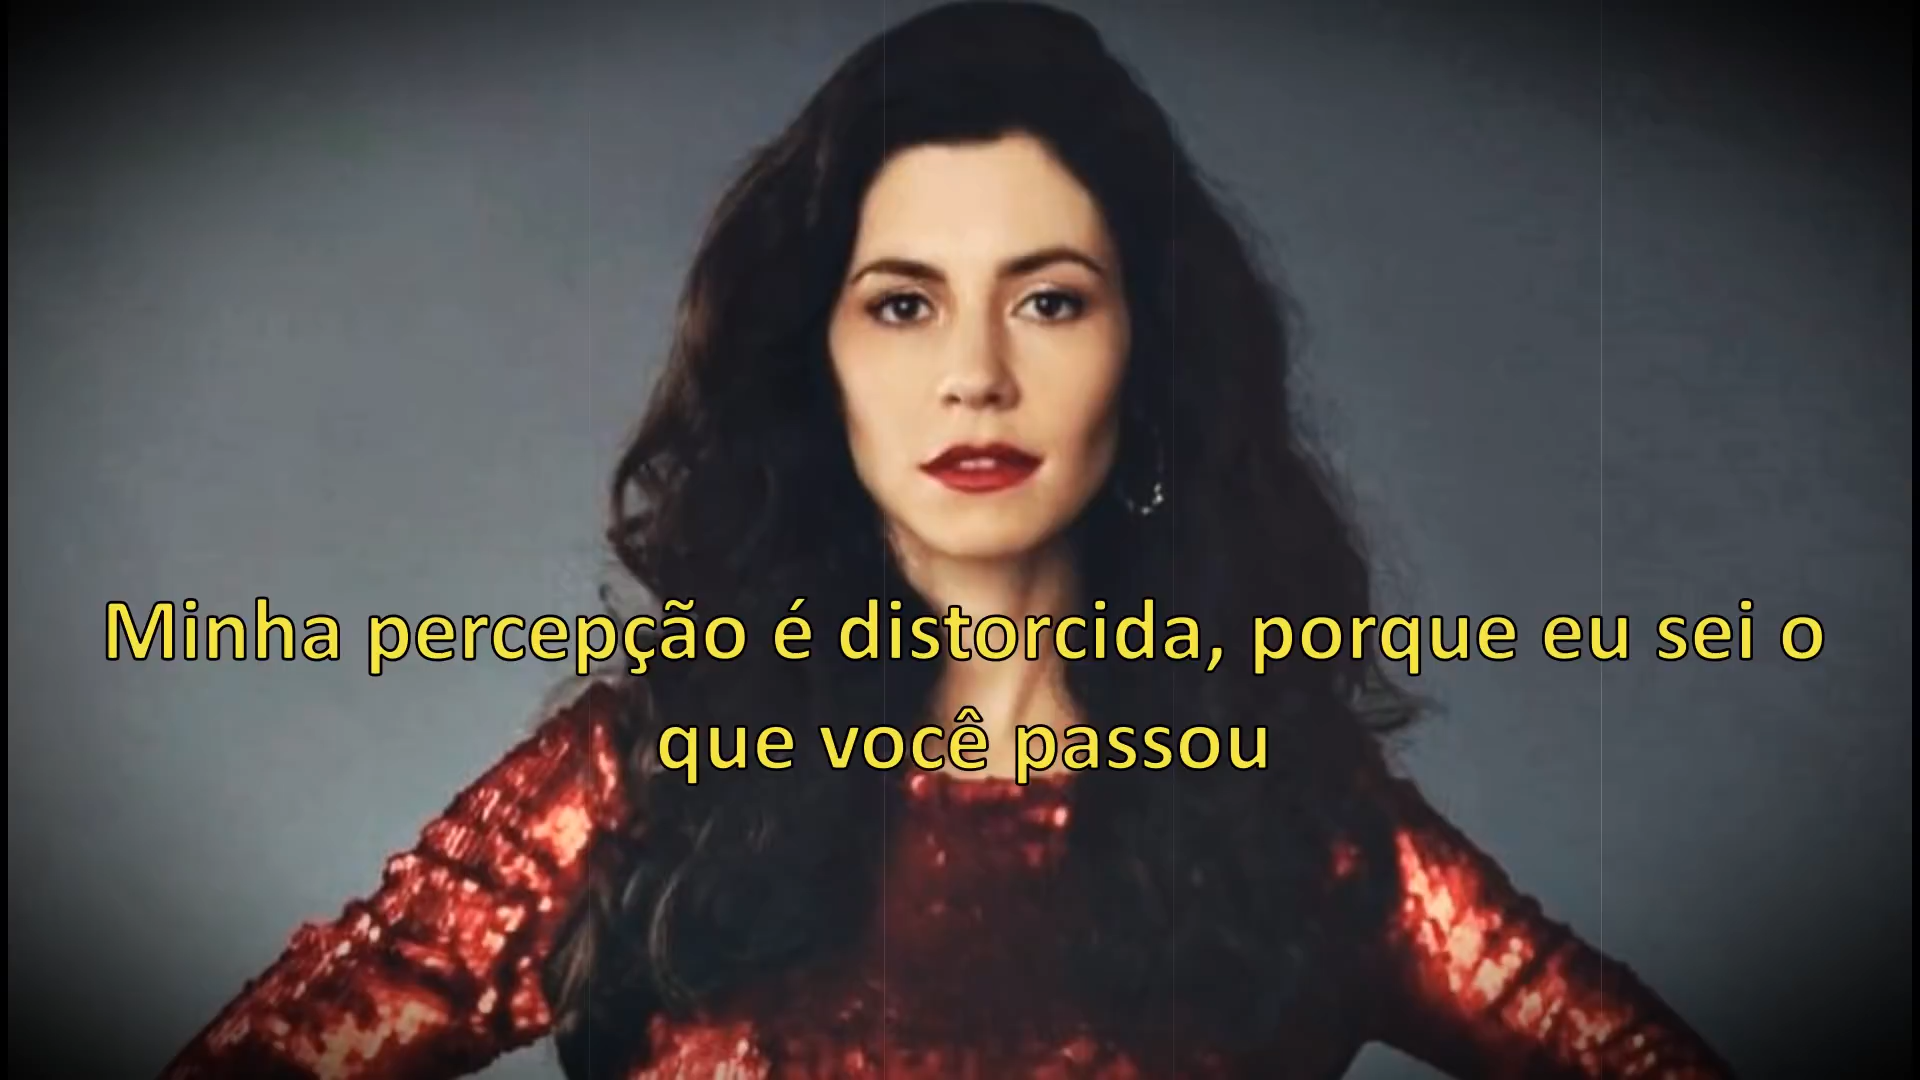 Minha percepção é distorcida, porque eu sei o
que você passou